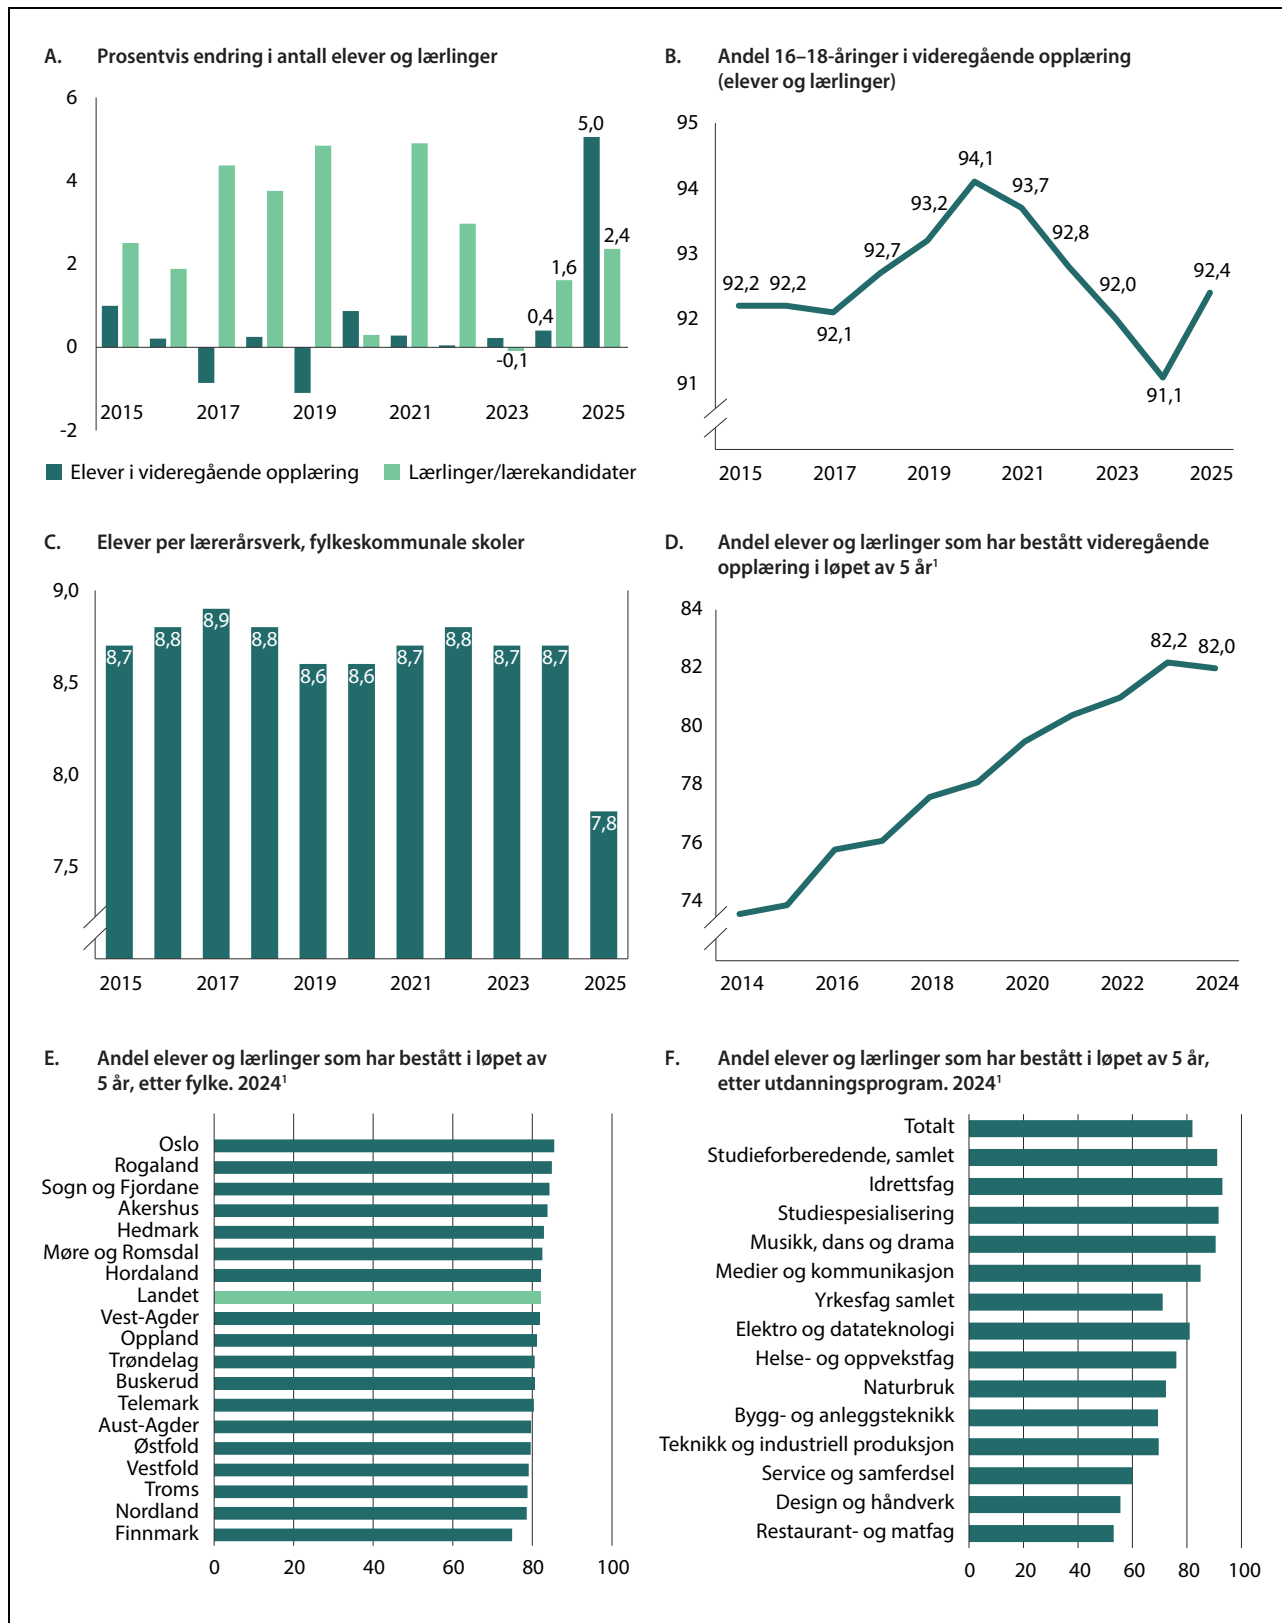 A. Prosentvis endring i antall elever og lærlinger
6
4
2
0
-2
5,0
2,4
1,6
0,4
-0,1
2015 2017 2019 2021 2023 2025
Elever i videregående opplæring Lærlinger/lærekandidater
B. Andel 16–18-åringer i videregående opplæring
(elever og lærlinger)
95
94
93
92
91
92,2 92,2 92,1 92,7 93,2 94,1 93,7 92,8 92,0 91,1 92,4
2015 2017 2019 2021 2023 2025
C. Elever per lærerårsverk, fylkeskommunale skoler
9,0
8,5
8,0
7,5
8,7 8,8 8,9 8,8 8,6 8,6 8,7 8,8 8,7 8,7 7,8
2015 2017 2019 2021 2023 2025
D. Andel elever og lærlinger som har bestått videregående
opplæring i løpet av 5 år¹
84
82
80
78
76
74
82,2 82,0
2014 2016 2018 2020 2022 2024
E. Andel elever og lærlinger som har bestått i løpet av
5 år, etter fylke. 2024¹
Oslo
Rogaland
Sogn og Fjordane
Akershus
Hedmark
Møre og Romsdal
Hordaland
Landet
Vest-Agder
Oppland
Trøndelag
Buskerud
Telemark
Aust-Agder
Østfold
Vestfold
Troms
Nordland
Finnmark
0 20 40 60 80 100
F. Andel elever og lærlinger som har bestått i løpet av 5 år,
etter utdanningsprogram. 2024¹
Totalt
Studieforberedende, samlet
Idrettsfag
Studiespesialisering
Musikk, dans og drama
Medier og kommunikasjon
Yrkesfag samlet
Elektro og datateknologi
Helse- og oppvekstfag
Naturbruk
Bygg- og anleggsteknikk
Teknikk og industriell produksjon
Service og samferdsel
Design og håndverk
Restaurant- og matfag
0 20 40 60 80 100